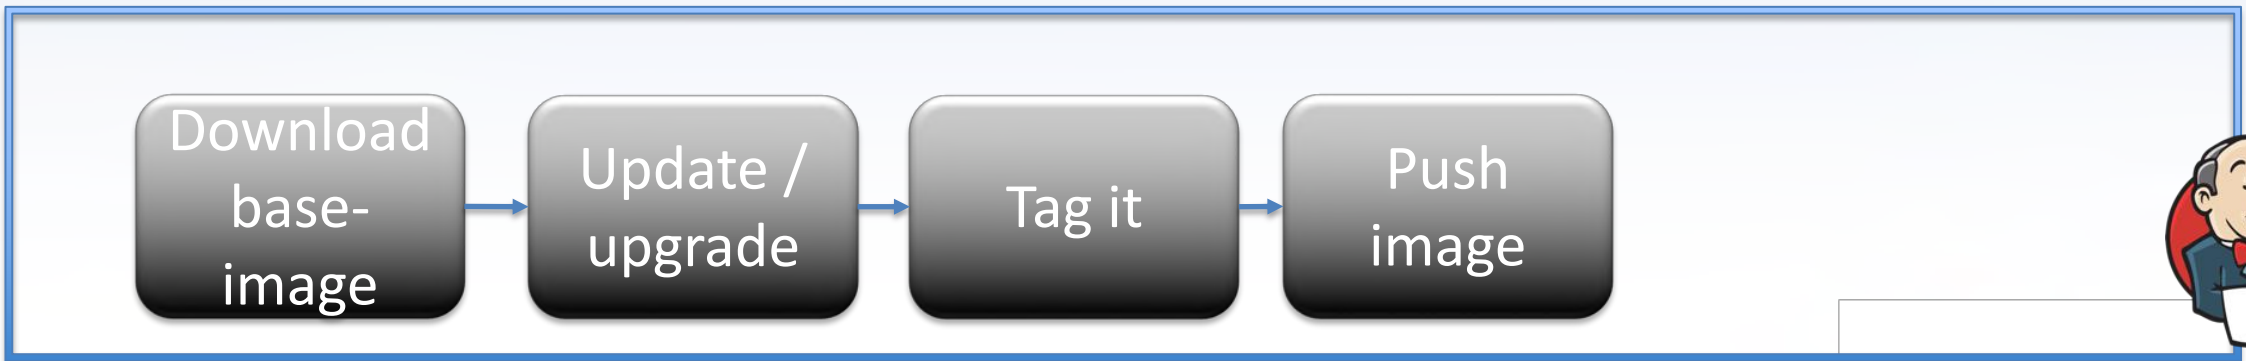 Download
base-
image
Update /
upgrade
Tag it
Push
image